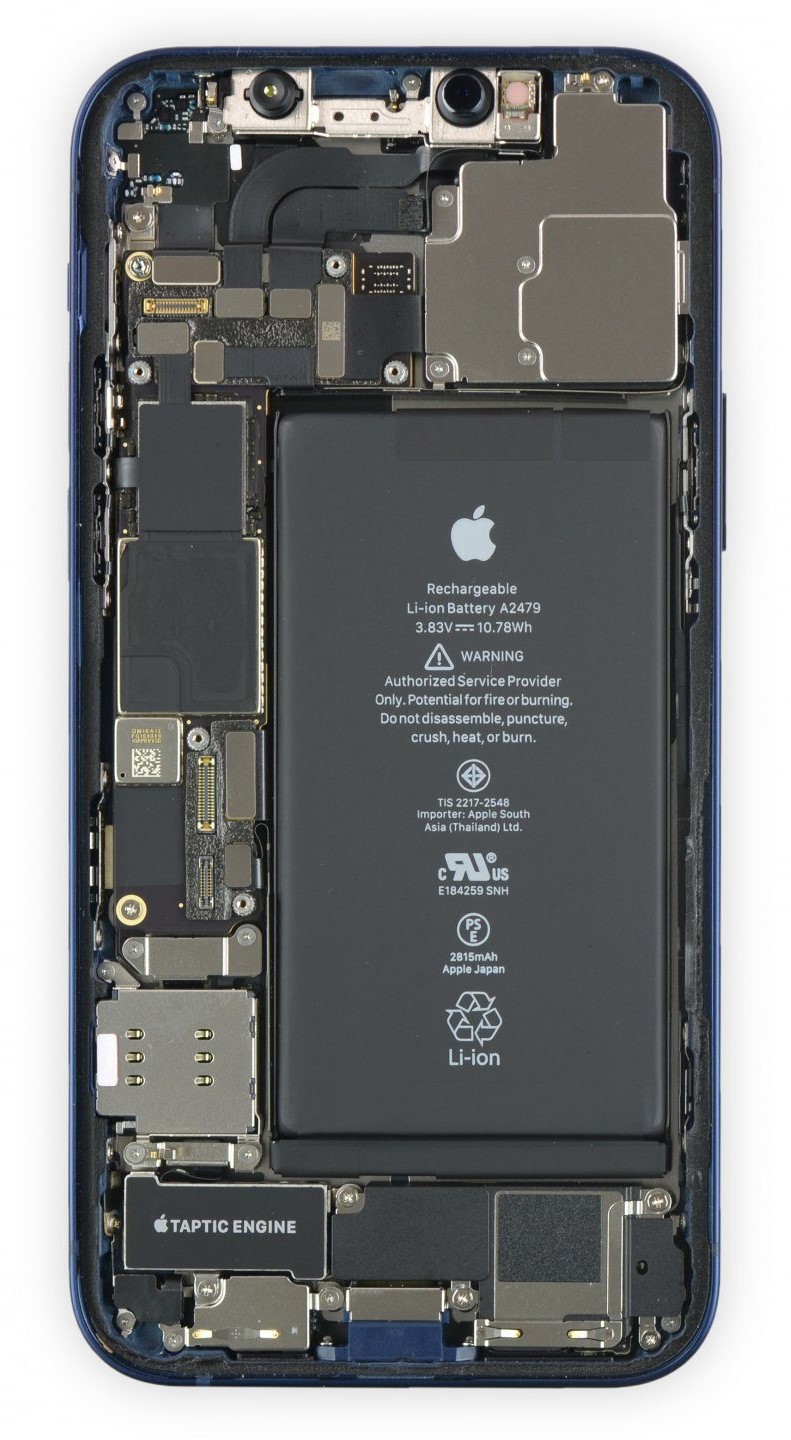 Rechargeable
Li-ion Battery A2479
3.83V⎓10.78Wh
WARNING
Authorized Service Provider
Only. Potential for fire or burning.
Do not disassemble, puncture,
crush, heat, or burn.
TIS 2217-2548
Importer: Apple South
Asia (Thailand) Ltd.
c RU® US
E184259 SNH
PS
E
2815mAh
Apple Japan
Li-ion
TAPTIC ENGINE